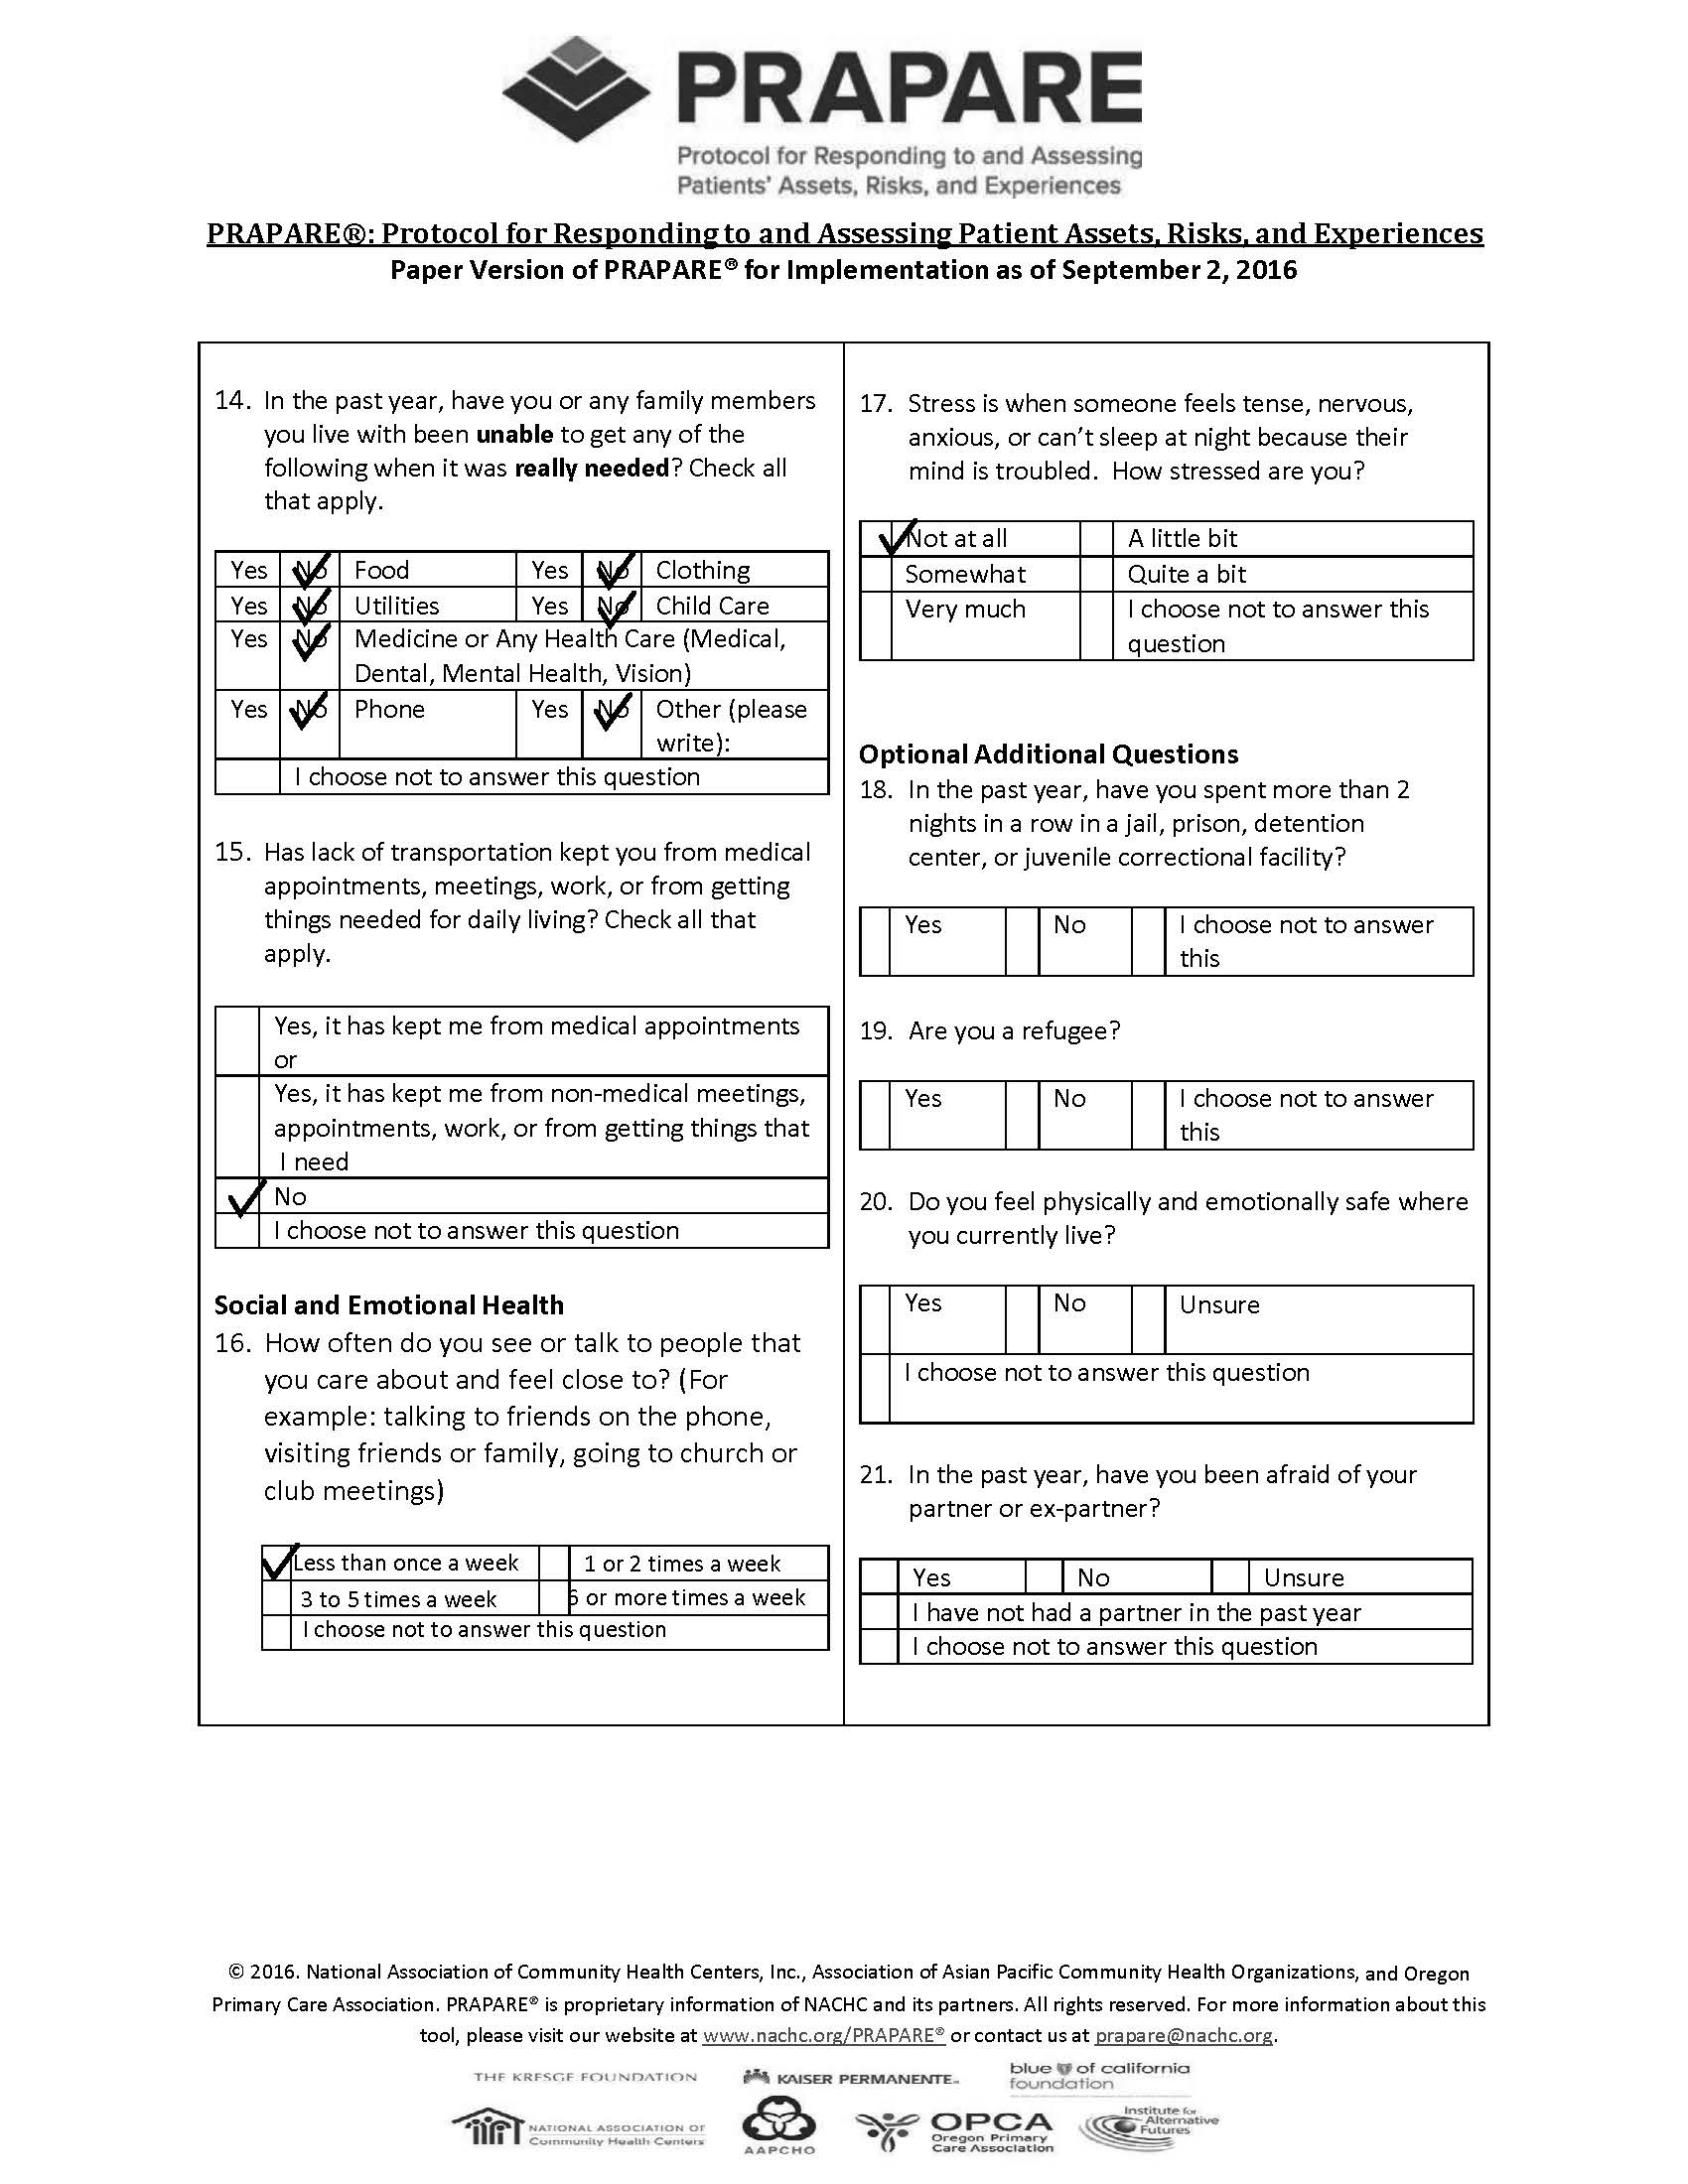 PRAPARE
Protocol for Responding to and Assessing
Patients' Assets, Risks, and Experiences
PRAPARE®: Protocol for Responding to and Assessing Patient Assets, Risks, and Experiences
Paper Version of PRAPARE® for Implementation as of September 2, 2016
14. In the past year, have you or any family members
you live with been unable to get any of the
following when it was really needed? Check all
that apply.
Yes No Food Yes No Clothing
Yes No Utilities Yes No Child Care
Yes No Medicine or Any Health Care (Medical,
Dental, Mental Health, Vision)
Yes No Phone Yes No Other (please
write):
I choose not to answer this question
15. Has lack of transportation kept you from medical
appointments, meetings, work, or from getting
things needed for daily living? Check all that
apply.
Yes, it has kept me from medical appointments
or
Yes, it has kept me from non-medical meetings,
appointments, work, or from getting things that
I need
No
I choose not to answer this question
Social and Emotional Health
16. How often do you see or talk to people that
you care about and feel close to? (For
example: talking to friends on the phone,
visiting friends or family, going to church or
club meetings)
Less than once a week 1 or 2 times a week
3 to 5 times a week 6 or more times a week
I choose not to answer this question
17. Stress is when someone feels tense, nervous,
anxious, or can't sleep at night because their
mind is troubled. How stressed are you?
Not at all A little bit
Somewhat Quite a bit
Very much I choose not to answer this
question
Optional Additional Questions
18. In the past year, have you spent more than 2
nights in a row in a jail, prison, detention
center, or juvenile correctional facility?
Yes No I choose not to answer
this
19. Are you a refugee?
Yes No I choose not to answer
this
20. Do you feel physically and emotionally safe where
you currently live?
Yes No Unsure
I choose not to answer this question
21. In the past year, have you been afraid of your
partner or ex-partner?
Yes No Unsure
I have not had a partner in the past year
I choose not to answer this question
© 2016. National Association of Community Health Centers, Inc., Association of Asian Pacific Community Health Organizations, and Oregon
Primary Care Association. PRAPARE® is proprietary information of NACHC and its partners. All rights reserved. For more information about this
tool, please visit our website at www.nachc.org/PRAPARE® or contact us at prapare@nachc.org.
THE KRESGE FOUNDATION
KAISER PERMANENTE
blue of california
foundation
NATIONAL ASSOCIATION OF
Community Health Centers
AAPCHO
OPCA
Oregon Primary
Care Association
Institute for
Alternative
Futures